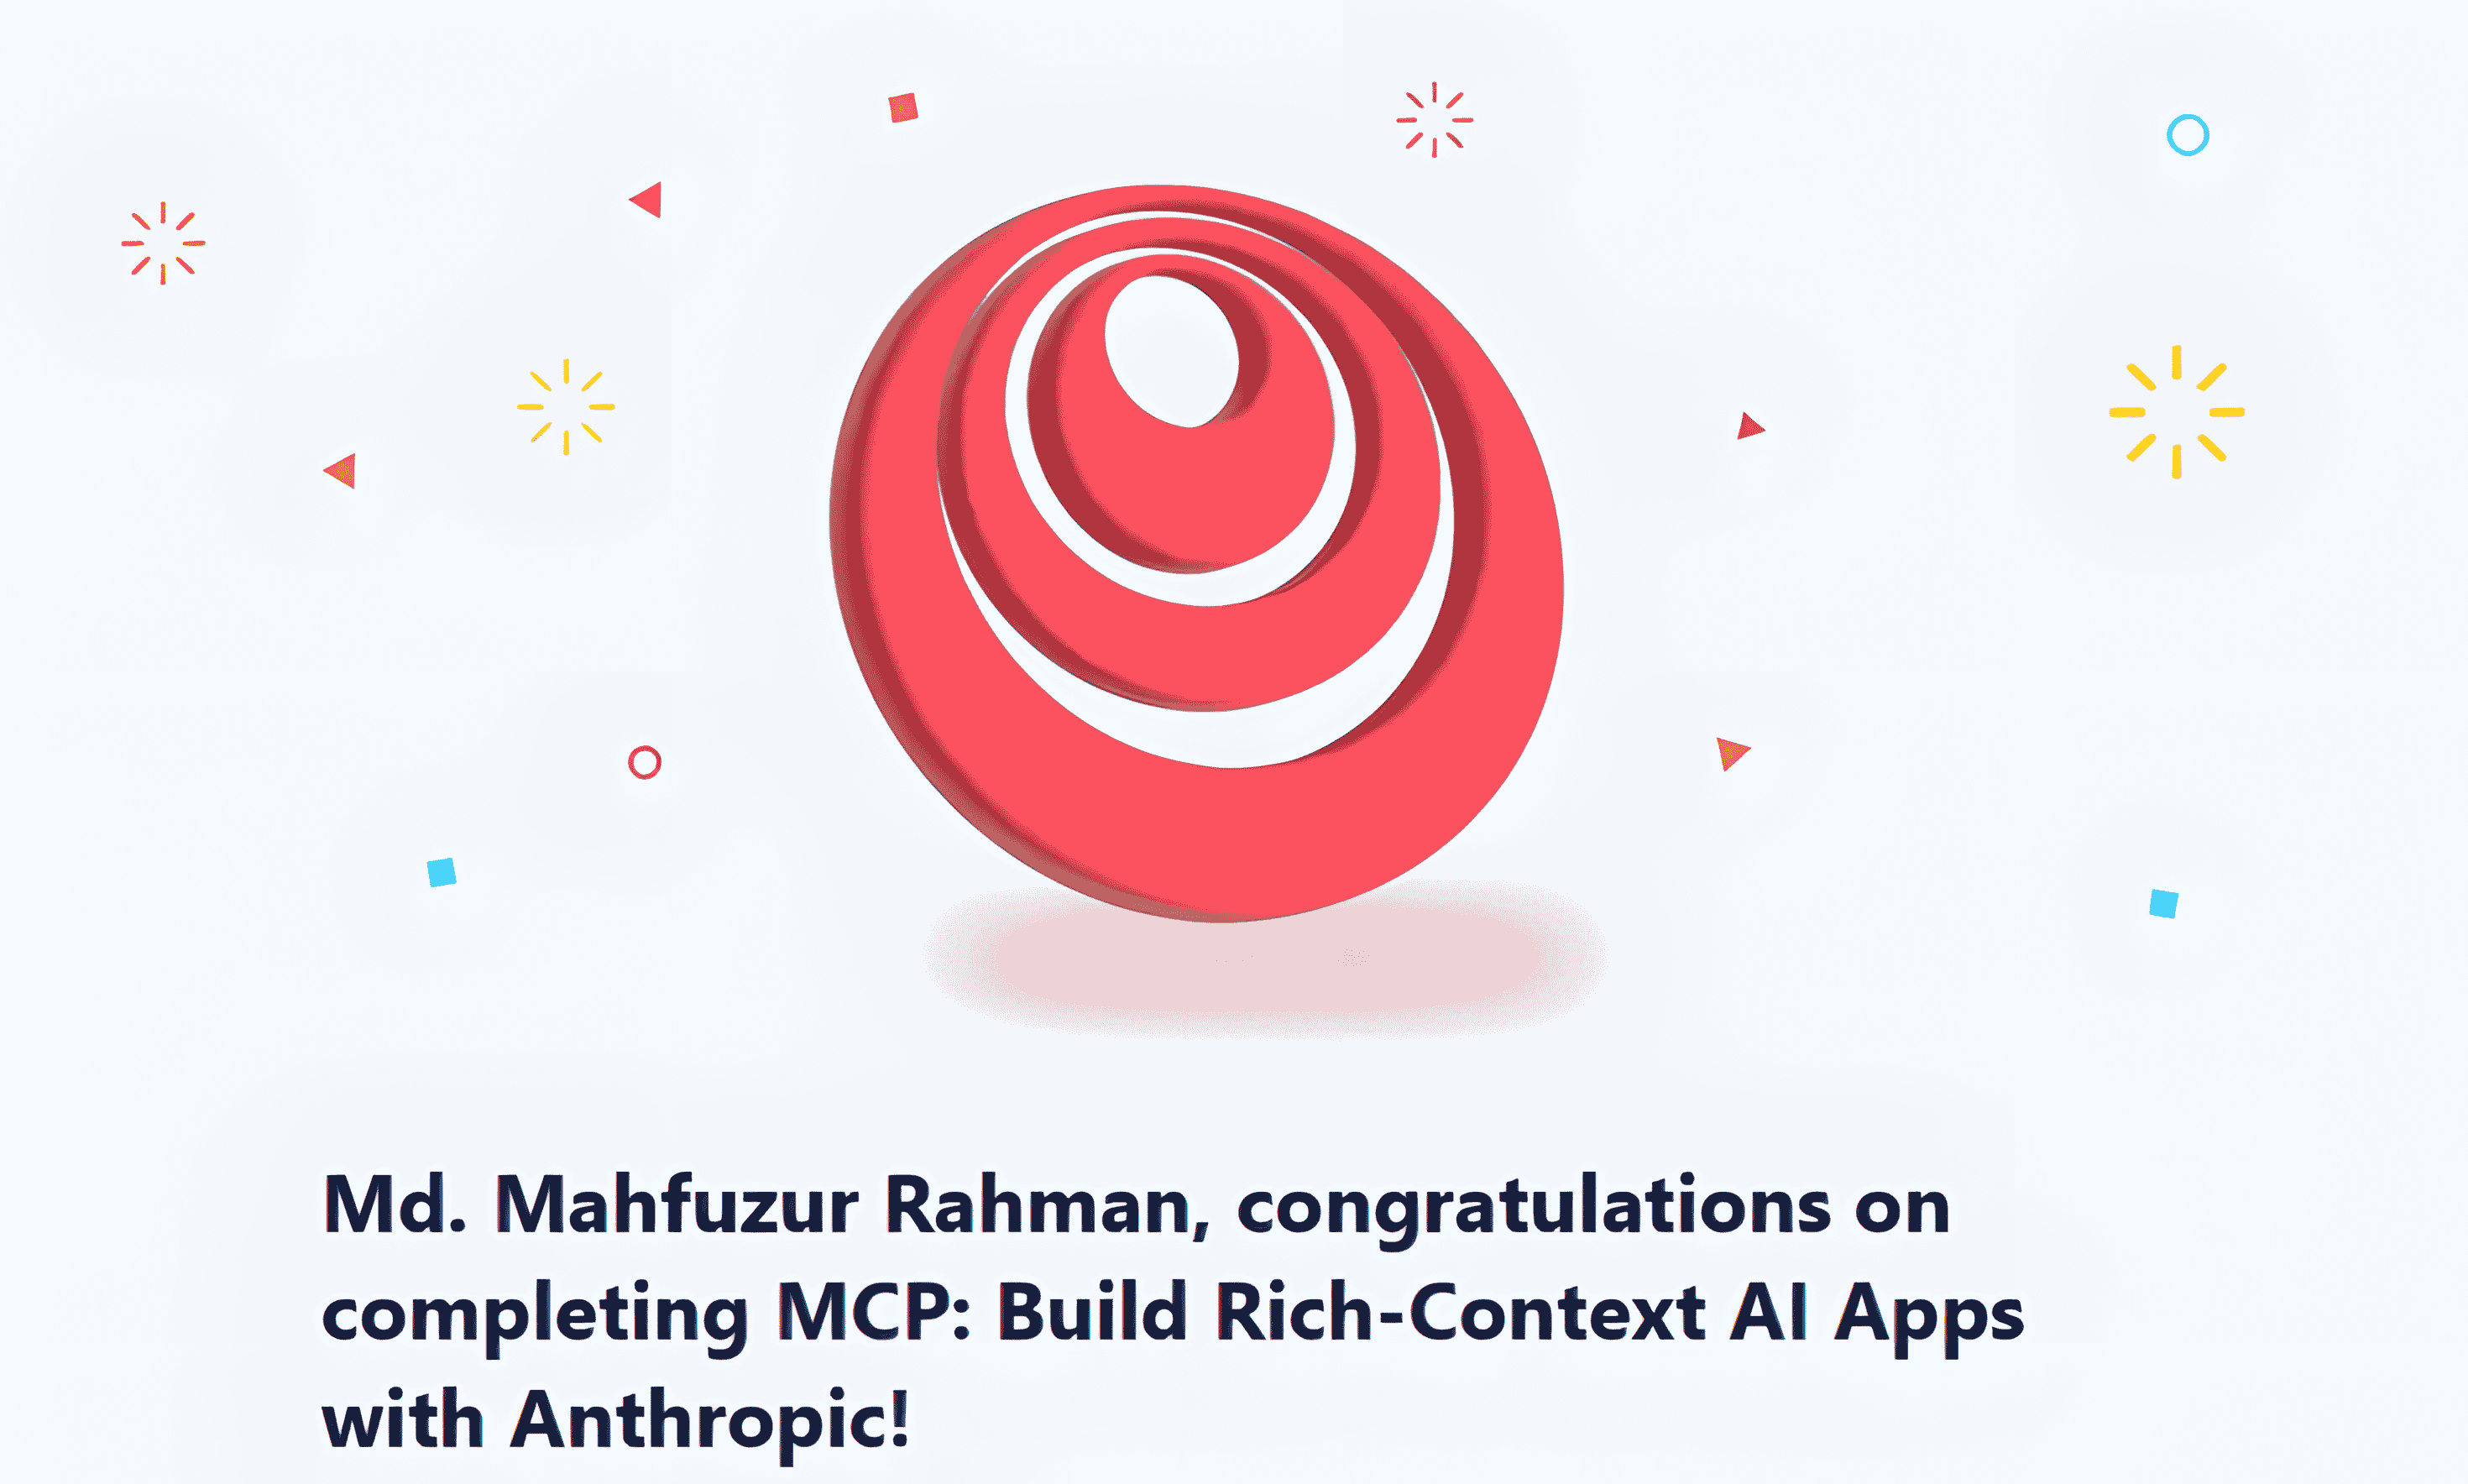 Md. Mahfuzur Rahman, congratulations on
completing MCP: Build Rich-Context AI Apps
with Anthropic!